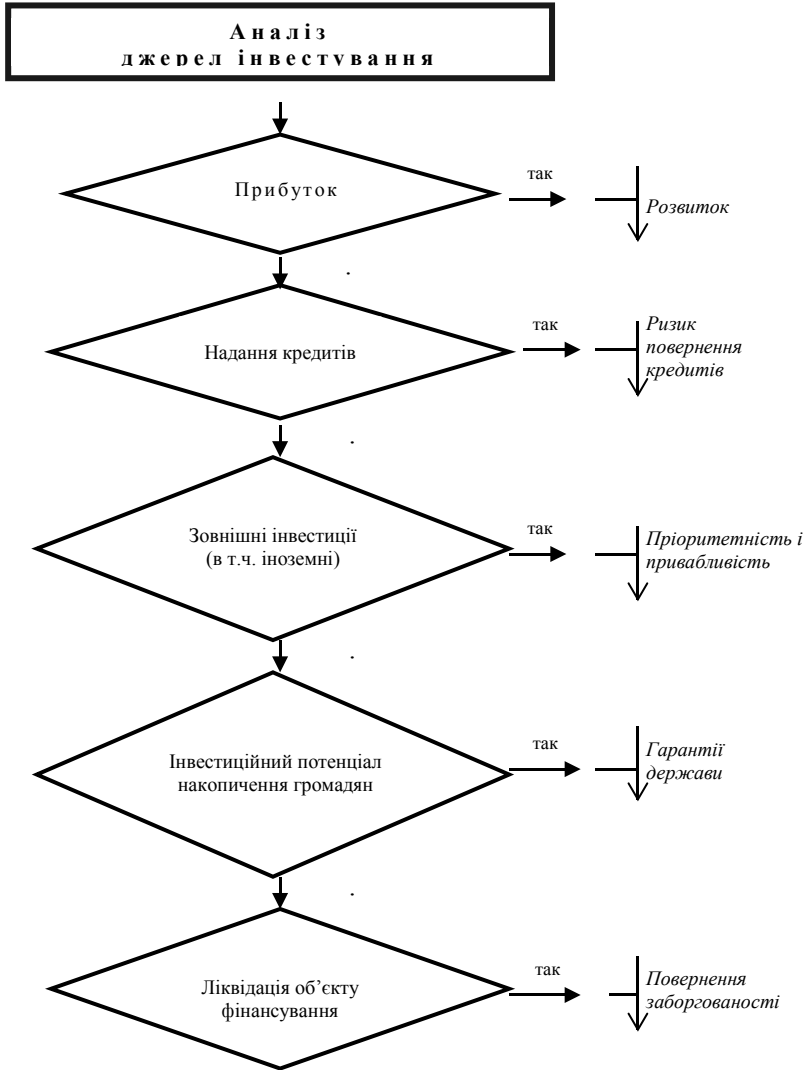 Аналіз
джерел інвестування
Прибуток
так
Розвиток
Надання кредитів
так
Ризик
повернення
кредитів
Зовнішні інвестиції
(в т.ч. іноземні)
так
Пріоритетність і
привабливість
Інвестиційний потенціал
накопичення громадян
так
Гарантії
держави
Ліквідація об’єкту
фінансування
так
Повернення
заборгованості